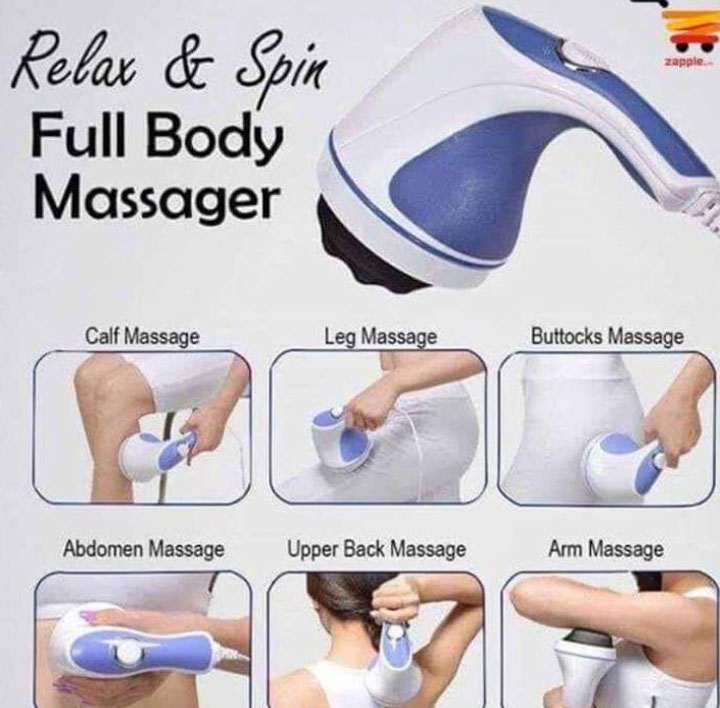 zapple
Relax & Spin
Full Body
Massager
Calf Massage
Leg Massage
Buttocks Massage
Abdomen Massage
Upper Back Massage
Arm Massage